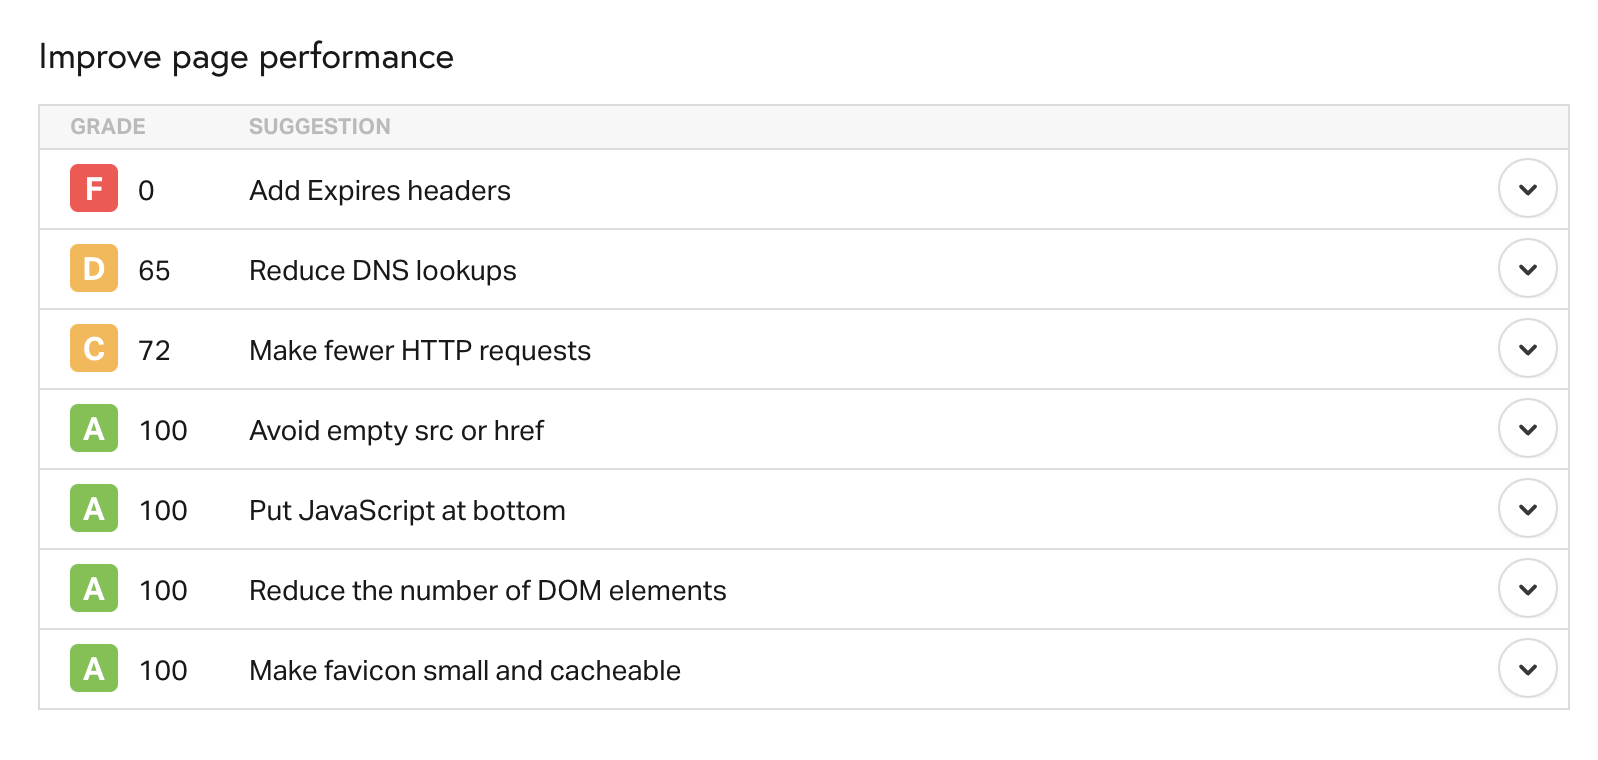 Improve page performance
GRADE SUGGESTION
F 0 Add Expires headers
D 65 Reduce DNS lookups
C 72 Make fewer HTTP requests
A 100 Avoid empty src or href
A 100 Put JavaScript at bottom
A 100 Reduce the number of DOM elements
A 100 Make favicon small and cacheable